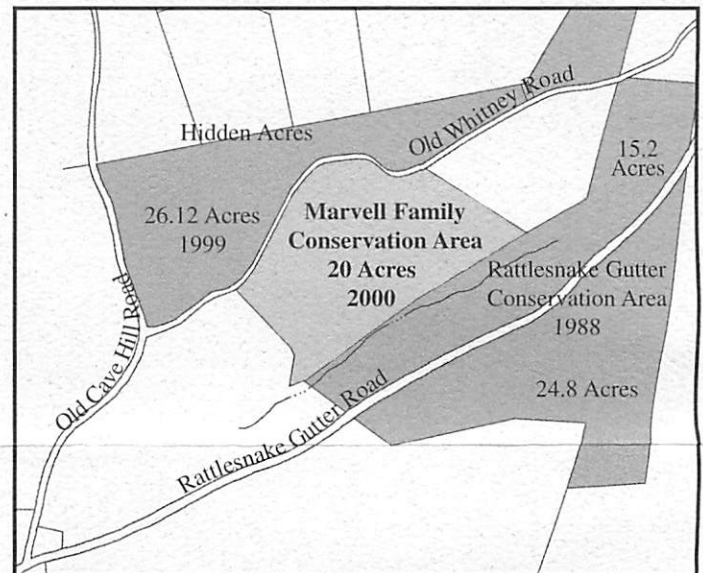 Old Whitney Road
Hidden Acres
15.2
Acres
26.12 Acres
1999
Marvell Family
Conservation Area
20 Acres
2000
Rattlesnake Gutter
Conservation Area
1988
Old Cave Hill Road
24.8 Acres
Rattlesnake Gutter Road